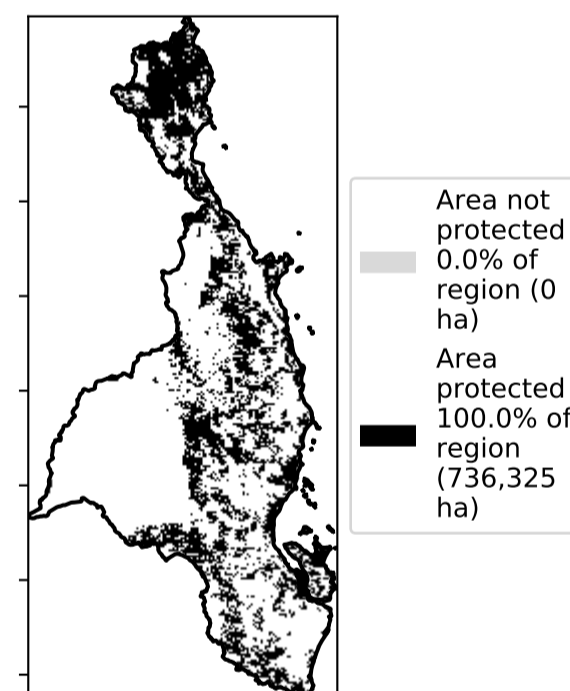 Area not
protected
0.0% of
region (0
ha)
Area
protected
100.0% of
region
(736,325
ha)